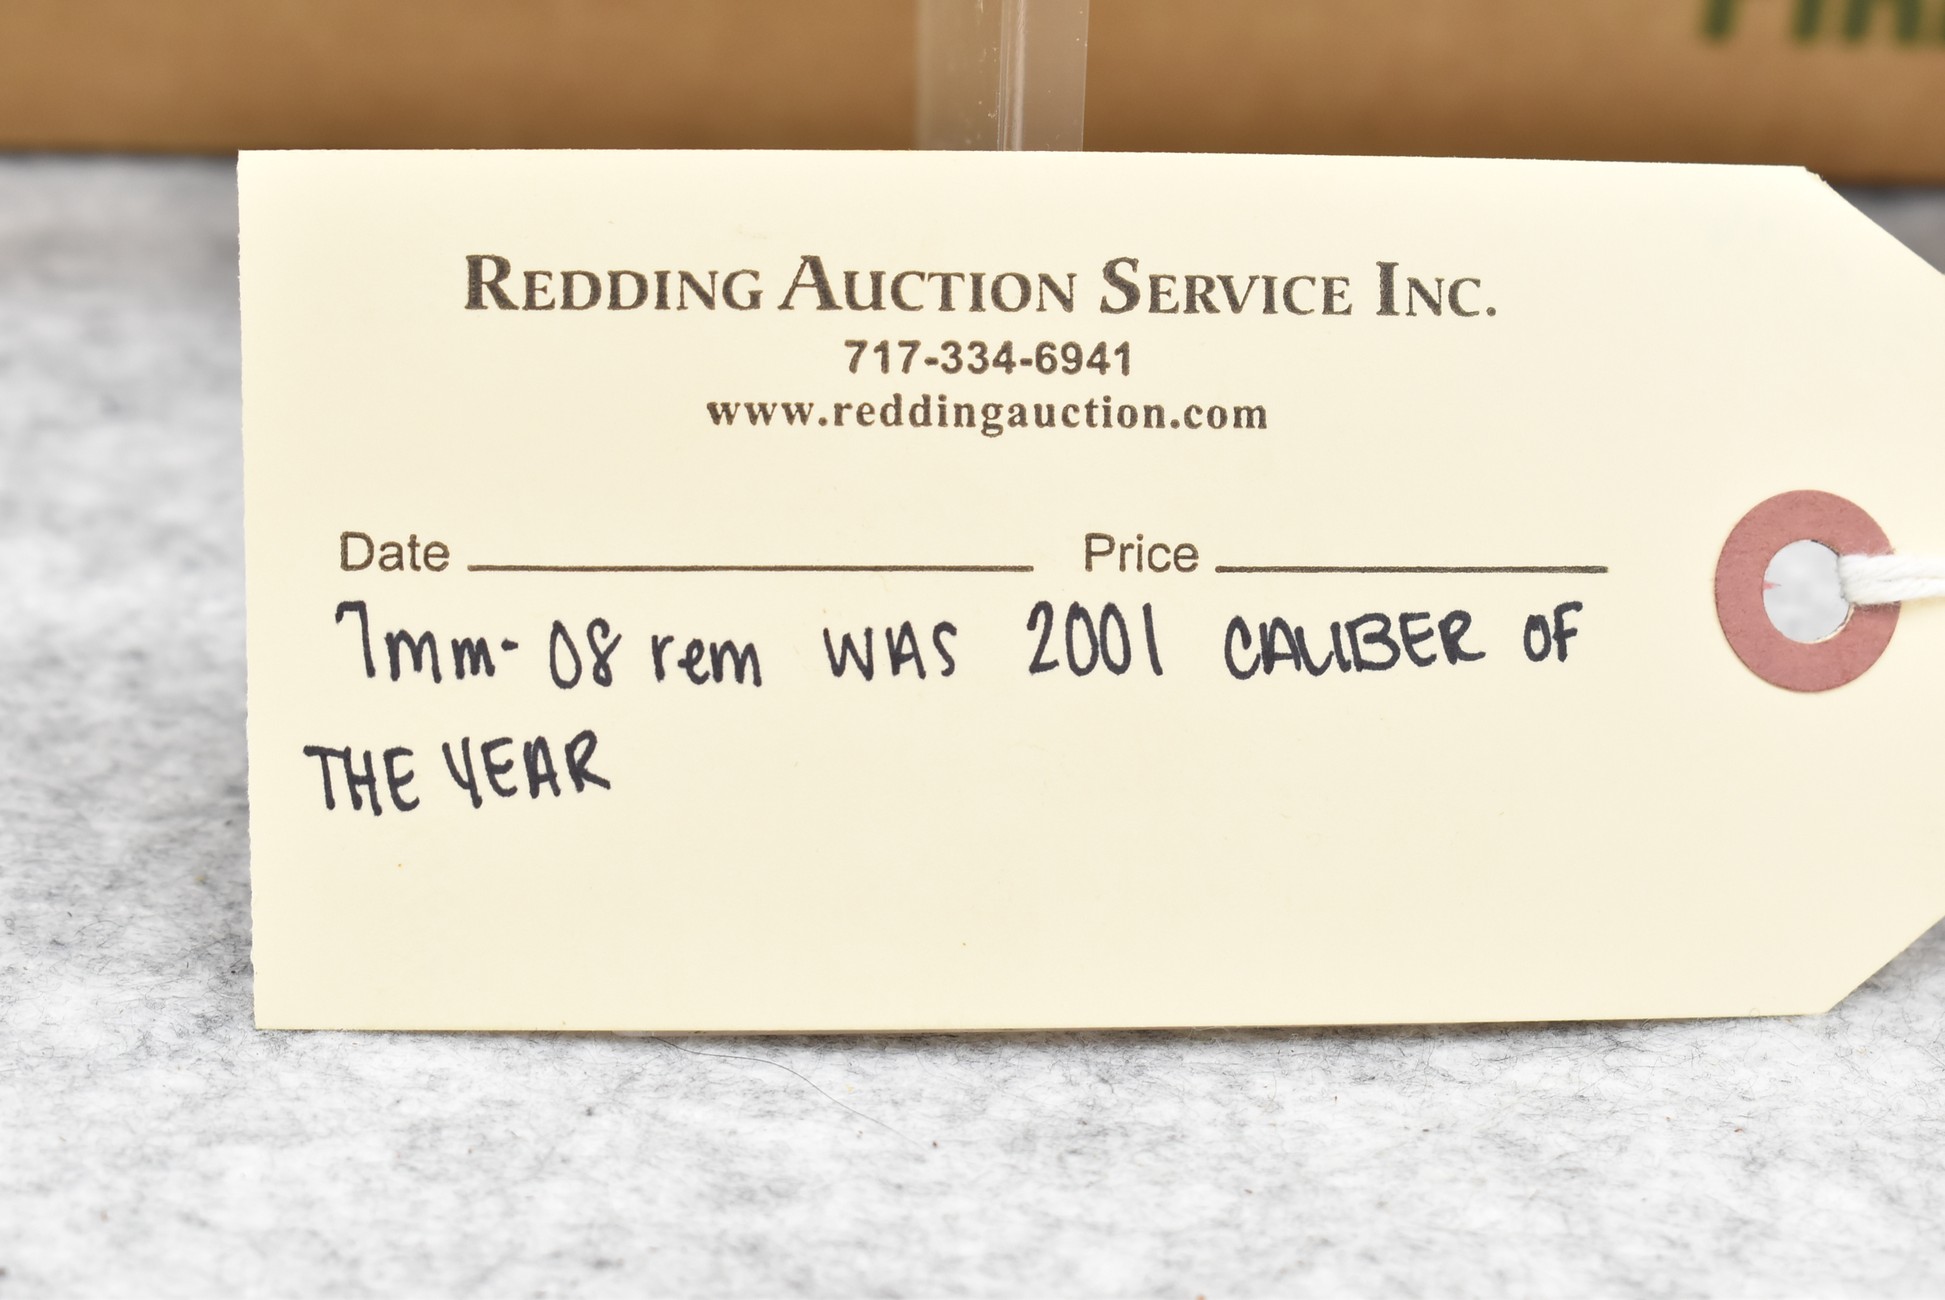 REDDING AUCTION SERVICE INC.
717-334-6941
www.reddingauction.com
Date Price
7mm-08 rem WAS 2001 CALIBER OF
THE YEAR